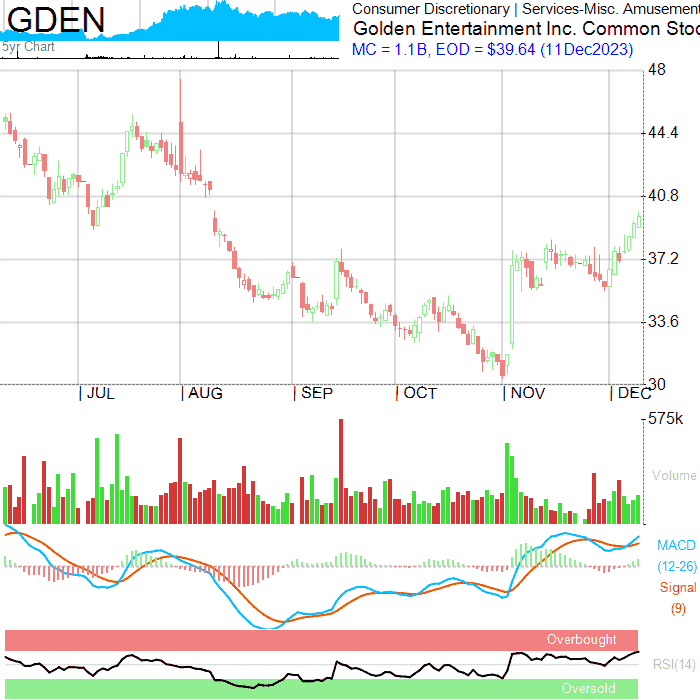 GDEN
5yr Chart
Consumer Discretionary | Services-Misc. Amusement
Golden Entertainment Inc. Common Stoc
MC = 1.1B, EOD = $39.64 (11Dec2023)
48
44.4
40.8
37.2
33.6
30
JUL AUG SEP OCT NOV DEC
575k
Volume
MACD
(12-26)
Signal
(9)
Overbought
RSI(14)
Oversold